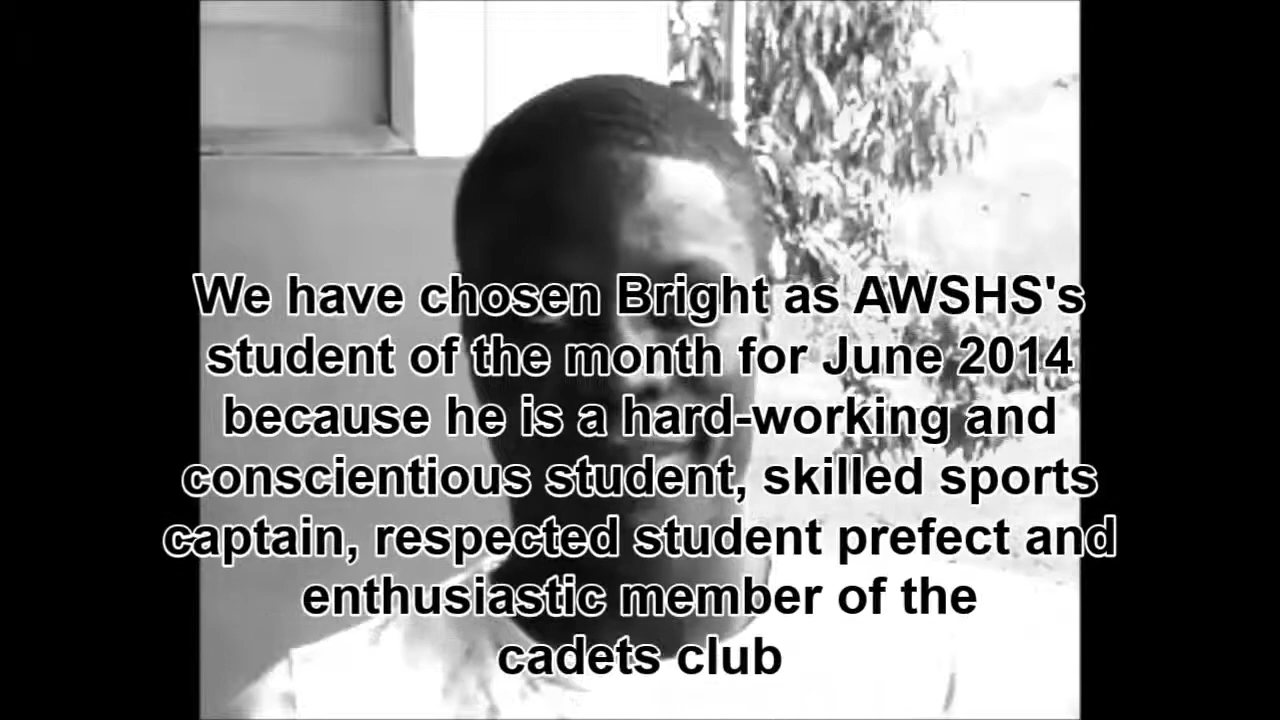 We have chosen Bright as AWSHS's
student of the month for June 2014
because he is a hard-working and
conscientious student, skilled sports
captain, respected student prefect and
enthusiastic member of the
cadets club